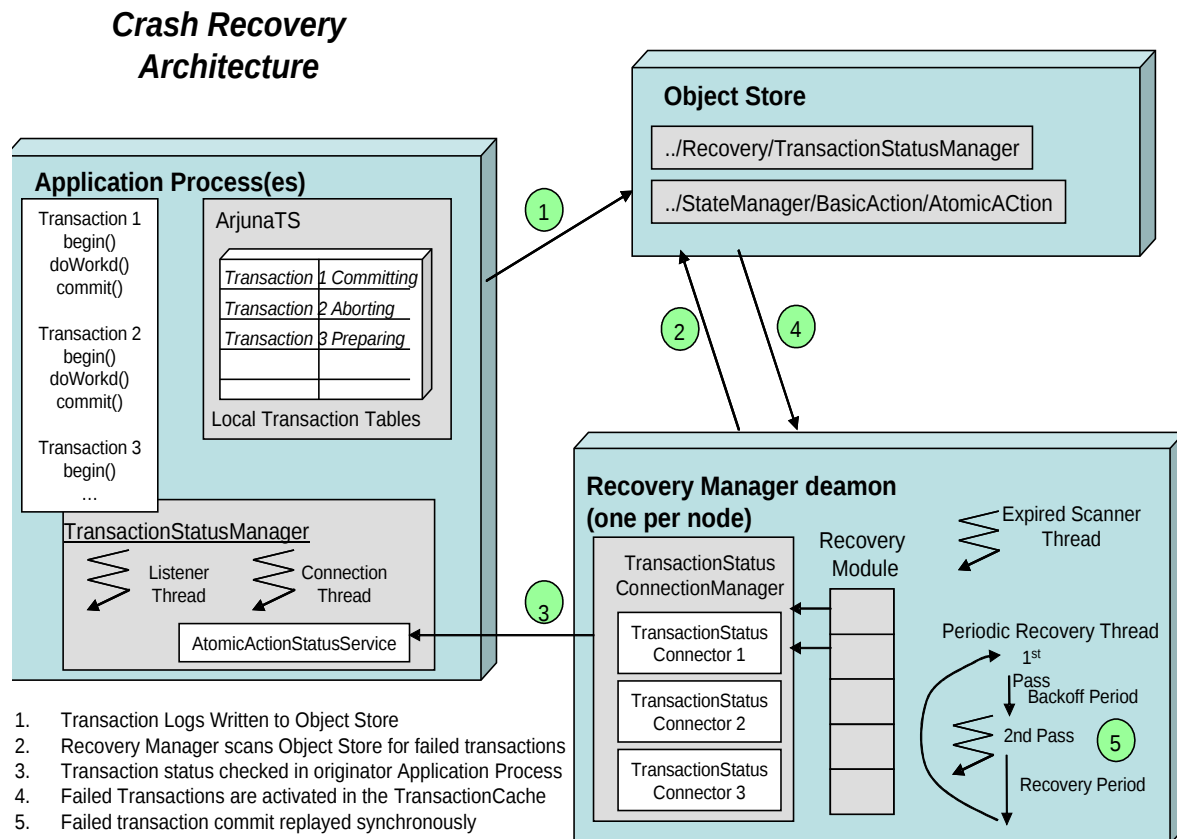 Crash Recovery
Architecture
Object Store
../Recovery/TransactionStatusManager
../StateManager/BasicAction/AtomicACtion
Application Process(es)
Transaction 1
begin()
doWorkd()
commit()
Transaction 2
begin()
doWorkd()
commit()
Transaction 3
begin()
…
ArjunaTS
Transaction 1 Committing
Transaction 2 Aborting
Transaction 3 Preparing
Local Transaction Tables
1
2
4
TransactionStatusManager
Listener
Thread
Connection
Thread
AtomicActionStatusService
3
Recovery Manager deamon
(one per node)
TransactionStatus
ConnectionManager
TransactionStatus
Connector 1
TransactionStatus
Connector 2
TransactionStatus
Connector 3
Recovery
Module
Expired Scanner
Thread
Periodic Recovery Thread
1st
Pass
Backoff Period
2nd Pass
5
Recovery Period
1. Transaction Logs Written to Object Store
2. Recovery Manager scans Object Store for failed transactions
3. Transaction status checked in originator Application Process
4. Failed Transactions are activated in the TransactionCache
5. Failed transaction commit replayed synchronously